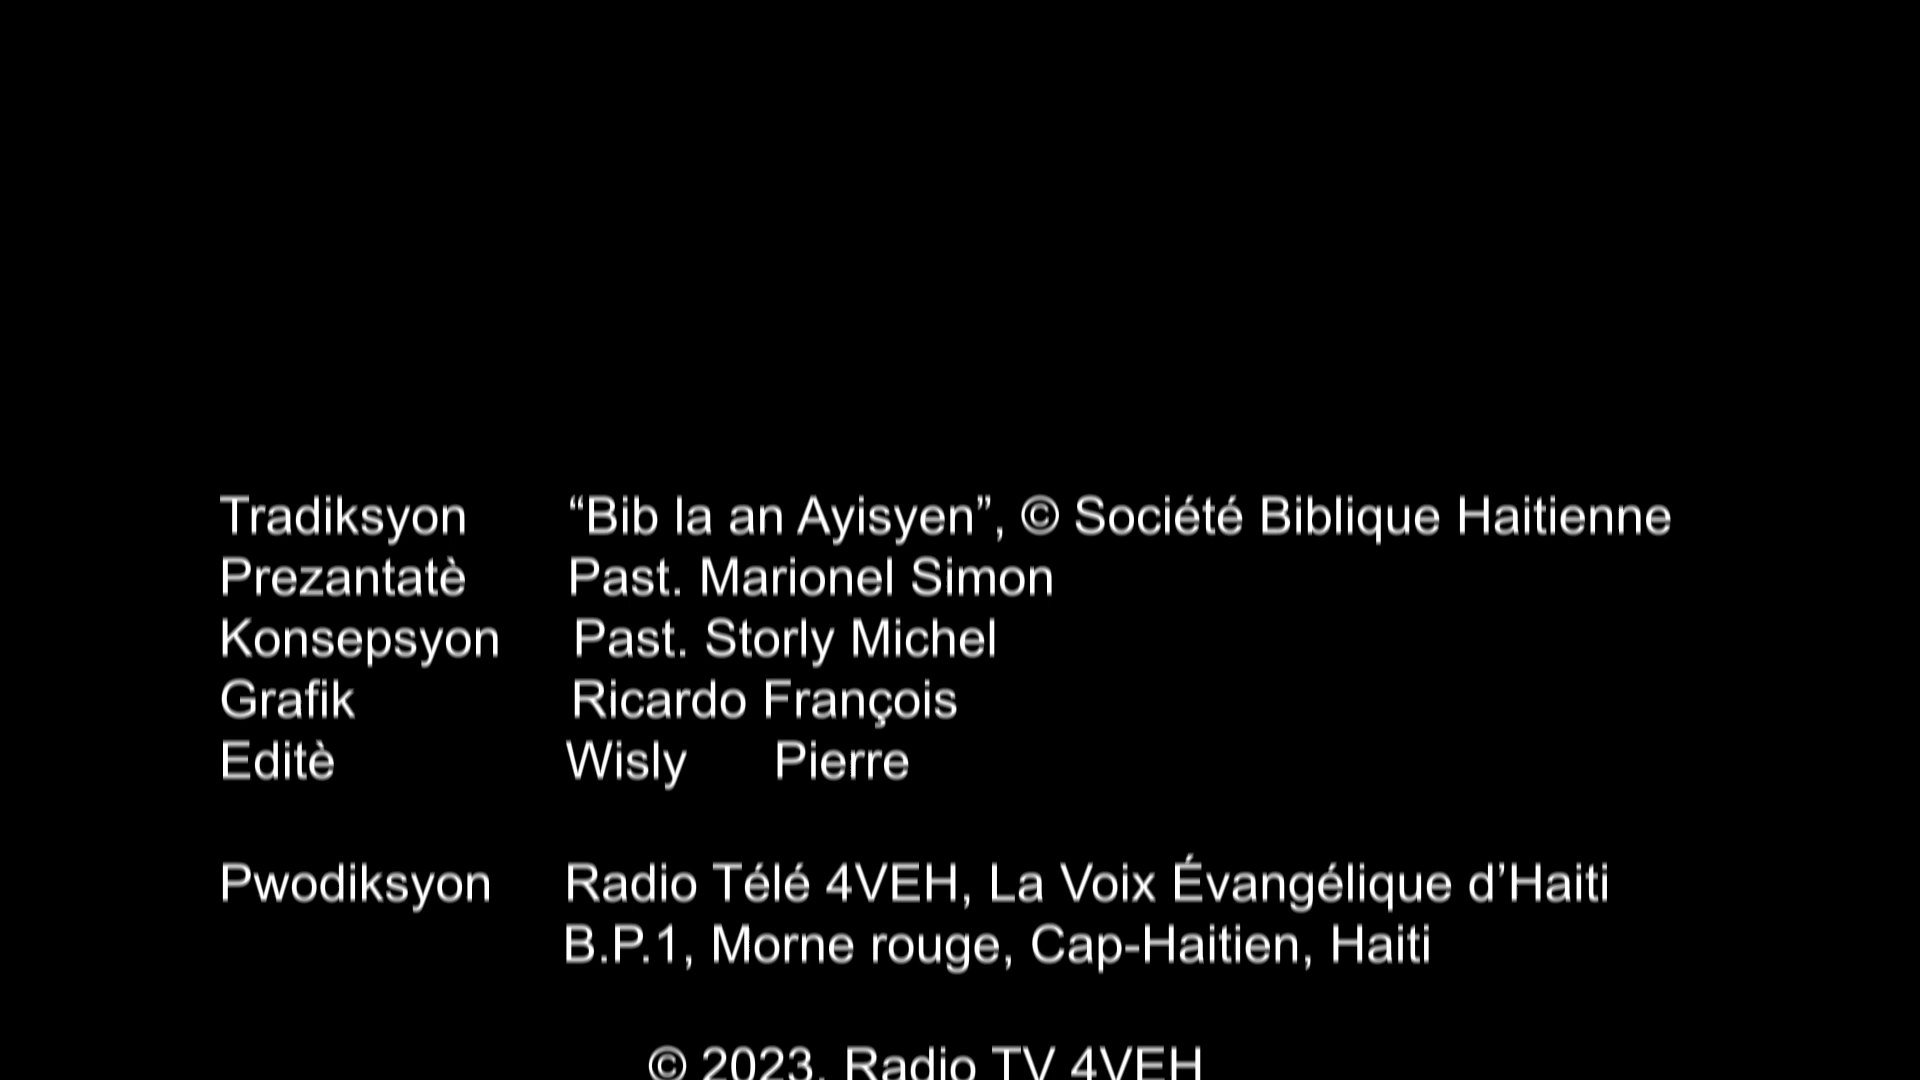 Tradiksyon “Bib la an Ayisyen”, © Société Biblique Haitienne
Prezantatè Past. Marionel Simon
Konsepsyon Past. Storly Michel
Grafik Ricardo François
Editè Wisly Pierre
Pwodiksyon Radio Télé 4VEH, La Voix Évangélique d’Haiti
B.P.1, Morne rouge, Cap-Haitien, Haiti
© 2023, Radio TV 4VEH